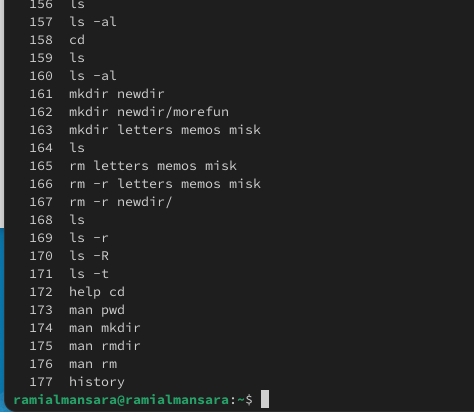 156 ls
157 ls -al
158 cd
159 ls
160 ls -al
161 mkdir newdir
162 mkdir newdir/morefun
163 mkdir letters memos misk
164 ls
165 rm letters memos misk
166 rm -r letters memos misk
167 rm -r newdir/
168 ls
169 ls -r
170 ls -R
171 ls -t
172 help cd
173 man pwd
174 man mkdir
175 man rmdir
176 man rm
177 history
ramialmansara@ramialmansara:~$